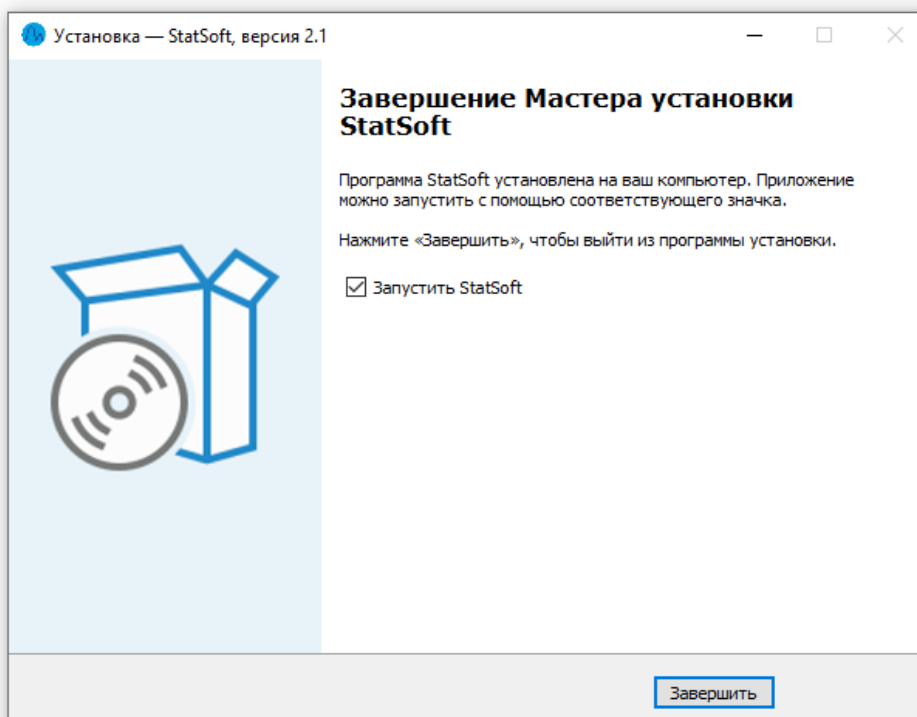 Установка — StatSoft, версия 2.1
Завершение Мастера установки
StatSoft
Программа StatSoft установлена на ваш компьютер. Приложение
можно запустить с помощью соответствующего значка.
Нажмите «Завершить», чтобы выйти из программы установки.
Запустить StatSoft
Завершить